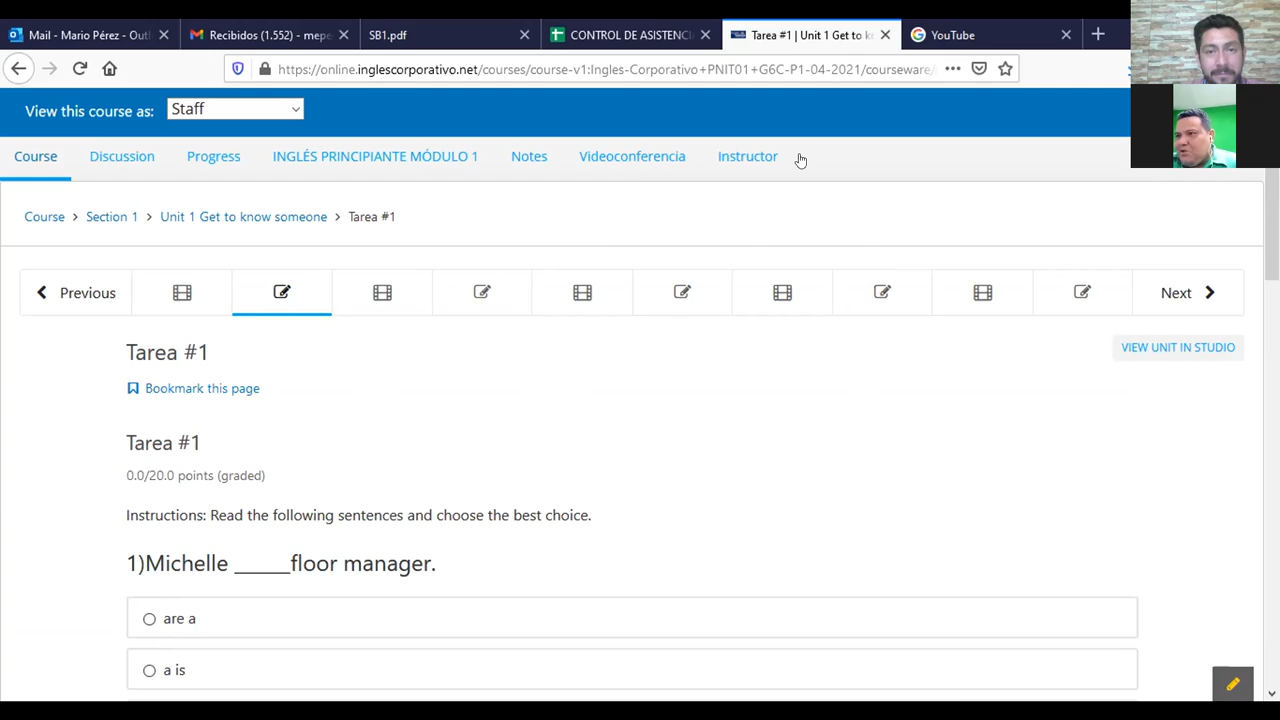 Mail - Mario Pérez - Outl
Recibidos (1.552) - mepe
SB1.pdf
CONTROL DE ASISTENCI
Tarea #1 | Unit 1 Get to k
YouTube
https://online.inglescorporativo.net/courses/course-v1:Ingles-Corporativo+PNIT01+G6C-P1-04-2021/courseware/
View this course as:
Staff
Course
Discussion
Progress
INGLÉS PRINCIPIANTE MÓDULO 1
Notes
Videoconferencia
Instructor
Course > Section 1 > Unit 1 Get to know someone > Tarea #1
Previous
Next
Tarea #1
VIEW UNIT IN STUDIO
Bookmark this page
Tarea #1
0.0/20.0 points (graded)
Instructions: Read the following sentences and choose the best choice.
1)Michelle ______floor manager.
are a
a is